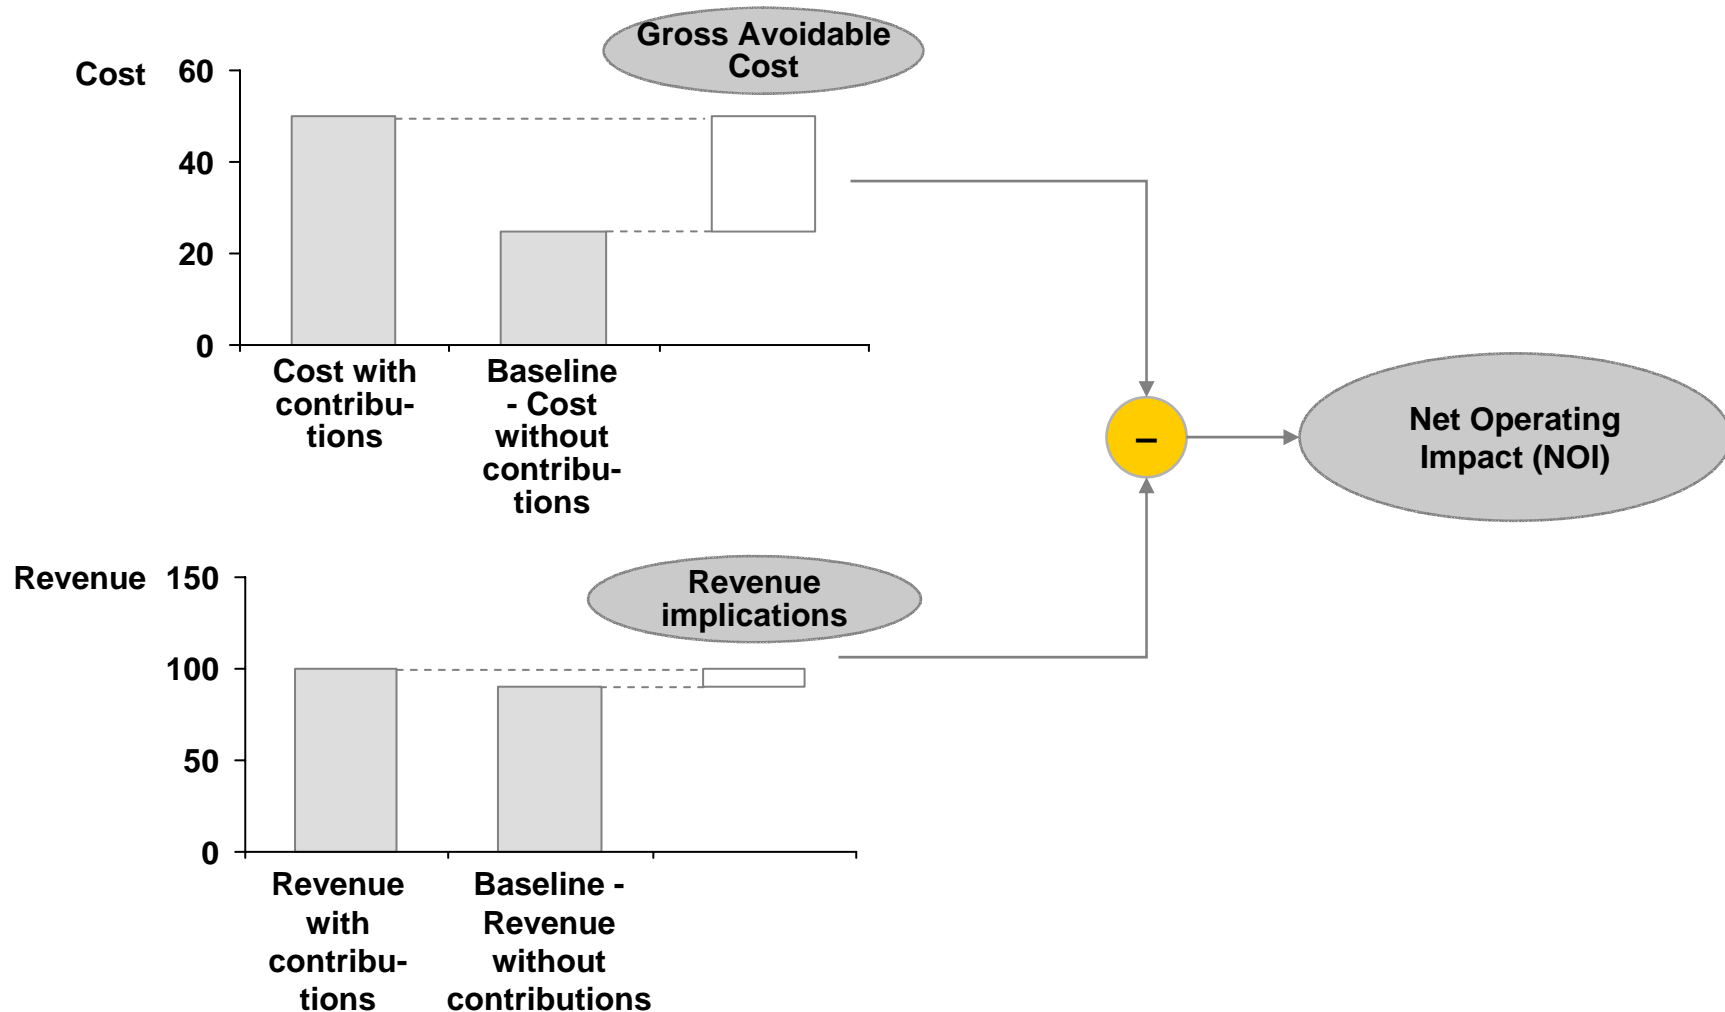 Gross Avoidable
Cost
Cost
60
40
20
0
Cost with
contribu-
tions
Baseline
- Cost
without
contribu-
tions
–
Net Operating
Impact (NOI)
Revenue
implications
Revenue
150
100
50
0
Revenue
with
contribu-
tions
Baseline -
Revenue
without
contributions